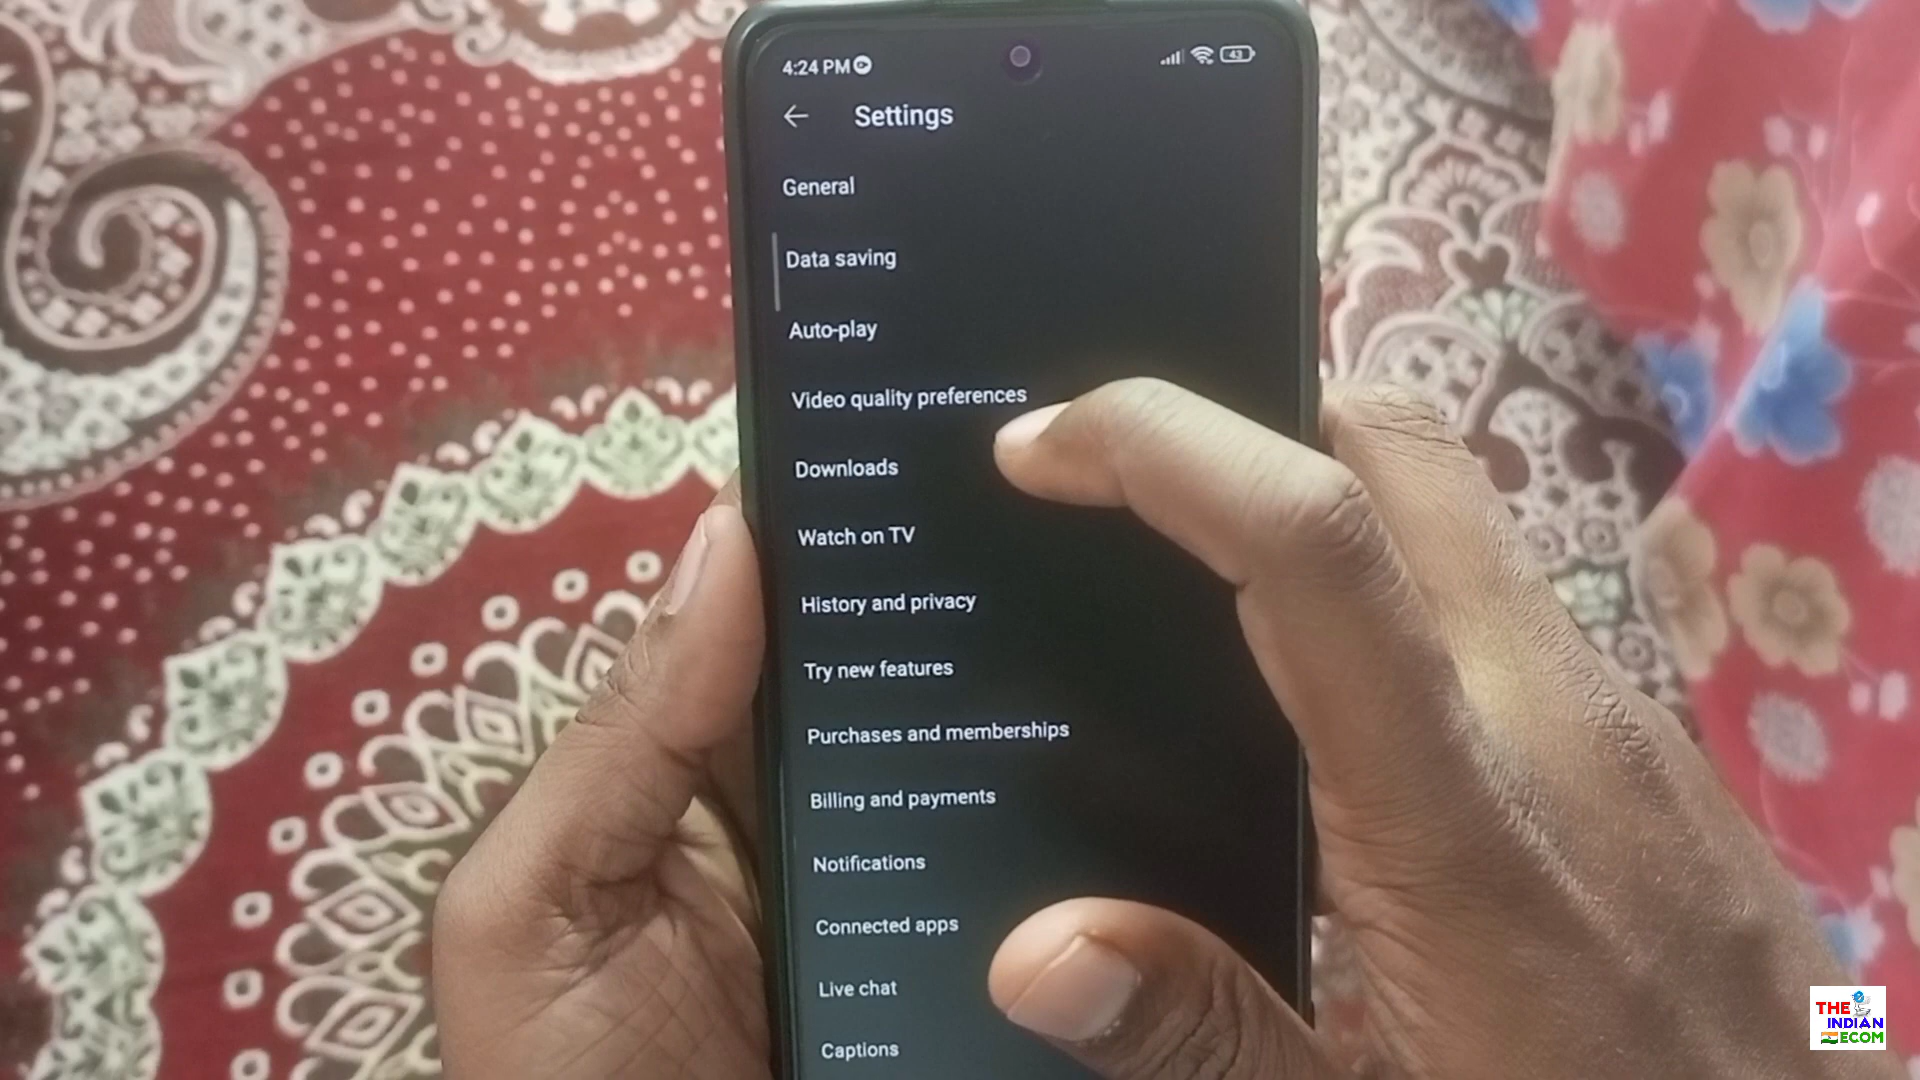 4:24 PM
43
Settings
General
Data saving
Auto-play
Video quality preferences
Downloads
Watch on TV
History and privacy
Try new features
Purchases and memberships
Billing and payments
Notifications
Connected apps
Live chat
Captions
THE
INDIAN
ECOM